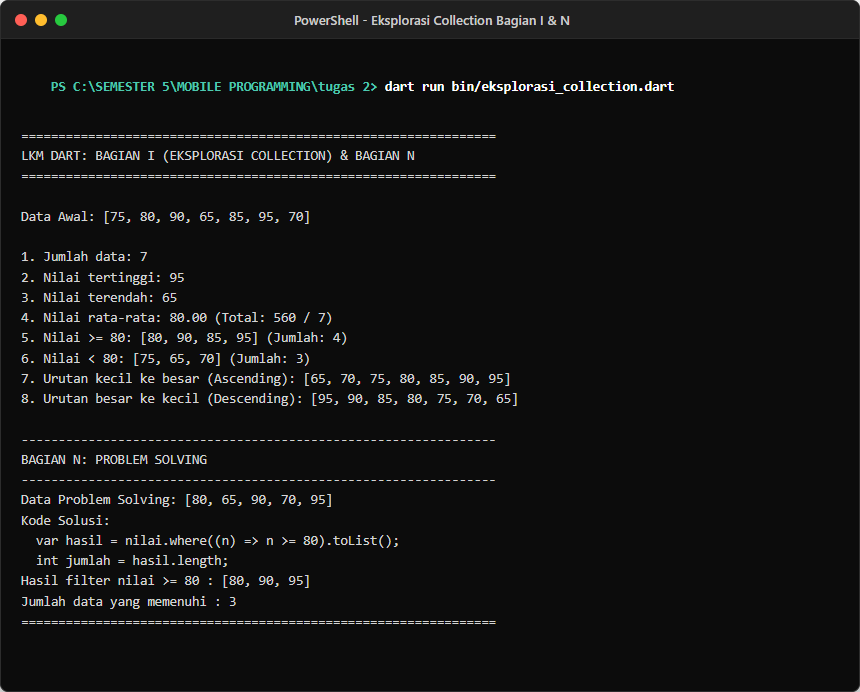 PowerShell - Eksplorasi Collection Bagian I & N
PS C:\SEMESTER 5\MOBILE PROGRAMMING\tugas 2> dart run bin/eksplorasi_collection.dart
================================================================
LKM DART: BAGIAN I (EKSPLORASI COLLECTION) & BAGIAN N
================================================================
Data Awal: [75, 80, 90, 65, 85, 95, 70]
1. Jumlah data: 7
2. Nilai tertinggi: 95
3. Nilai terendah: 65
4. Nilai rata-rata: 80.00 (Total: 560 / 7)
5. Nilai >= 80: [80, 90, 85, 95] (Jumlah: 4)
6. Nilai < 80: [75, 65, 70] (Jumlah: 3)
7. Urutan kecil ke besar (Ascending): [65, 70, 75, 80, 85, 90, 95]
8. Urutan besar ke kecil (Descending): [95, 90, 85, 80, 75, 70, 65]
----------------------------------------------------------------
BAGIAN N: PROBLEM SOLVING
----------------------------------------------------------------
Data Problem Solving: [80, 65, 90, 70, 95]
Kode Solusi:
  var hasil = nilai.where((n) => n >= 80).toList();
  int jumlah = hasil.length;
Hasil filter nilai >= 80 : [80, 90, 95]
Jumlah data yang memenuhi : 3
================================================================